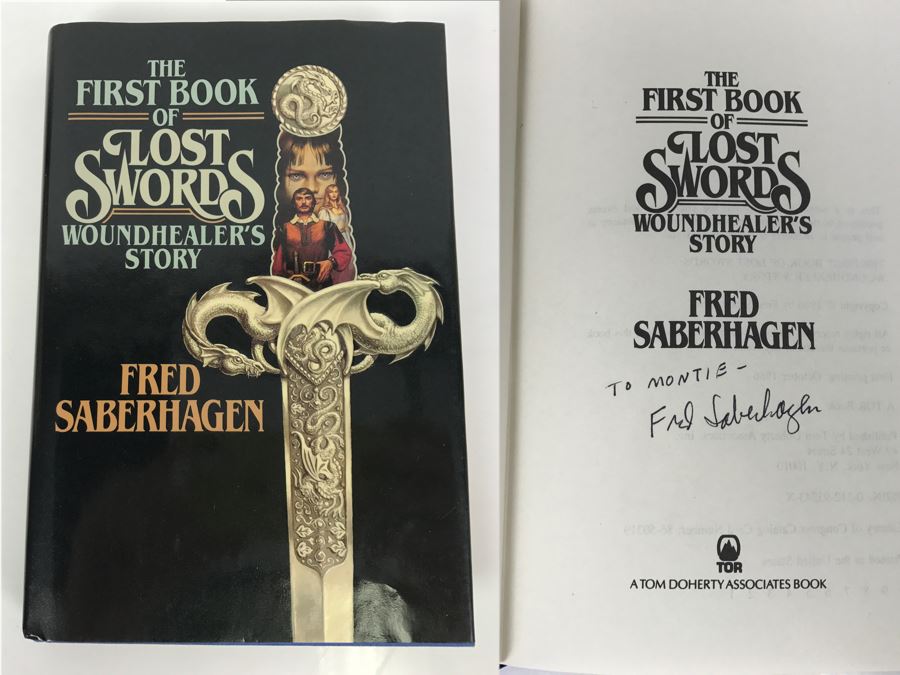 THE
FIRST BOOK
OF
LOST
SWORDS
WOUNDHEALER'S
STORY
FRED
SABERHAGEN
THE
FIRST BOOK
OF
LOST
SWORDS
WOUNDHEALER'S
STORY
FRED
SABERHAGEN
TO MONTIE -
Fred Saberhagen
TOR
A TOM DOHERTY ASSOCIATES BOOK